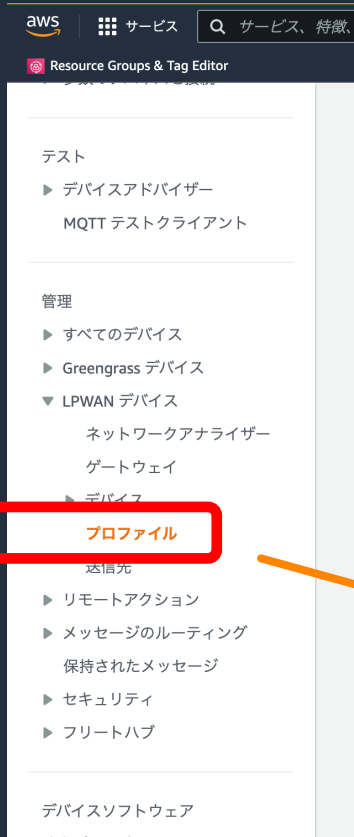 aws サービス サービス、特徴、
Resource Groups & Tag Editor
テスト
デバイスアドバイザー
MQTT テストクライアント
管理
すべてのデバイス
Greengrass デバイス
LPWAN デバイス
ネットワークアナライザー
ゲートウェイ
デバイス
プロファイル
送信先
リモートアクション
メッセージのルーティング
保持されたメッセージ
セキュリティ
フリートハブ
デバイスソフトウェア